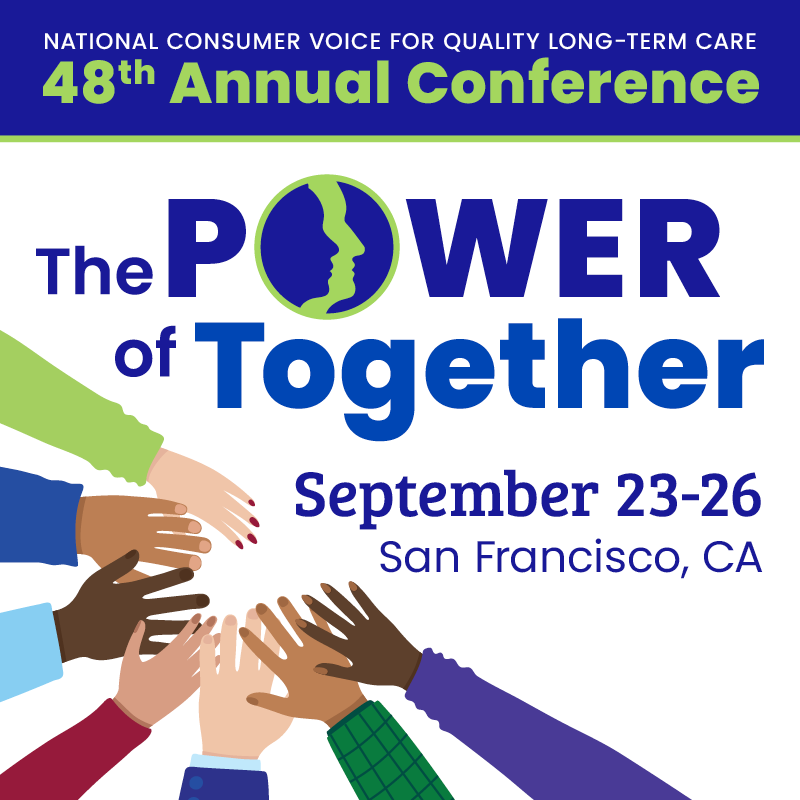 NATIONAL CONSUMER VOICE FOR QUALITY LONG-TERM CARE
48th Annual Conference
The POWER
of Together
September 23-26
San Francisco, CA